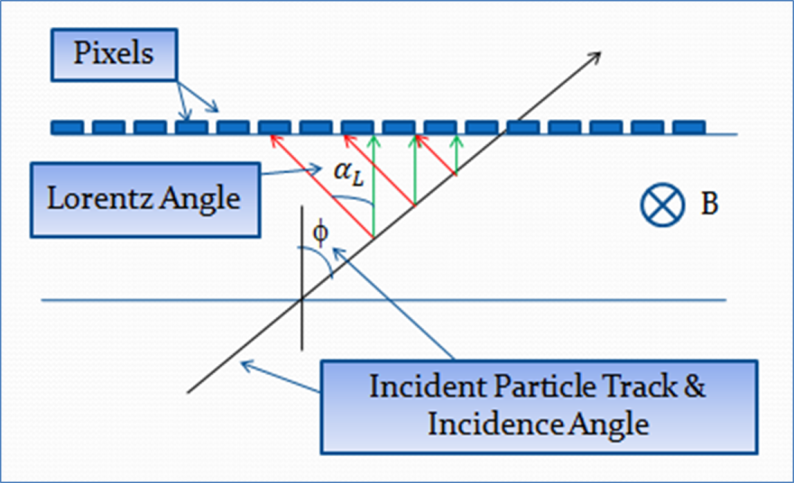 Pixels
Lorentz Angle
α_L
ϕ
B
Incident Particle Track &
Incidence Angle